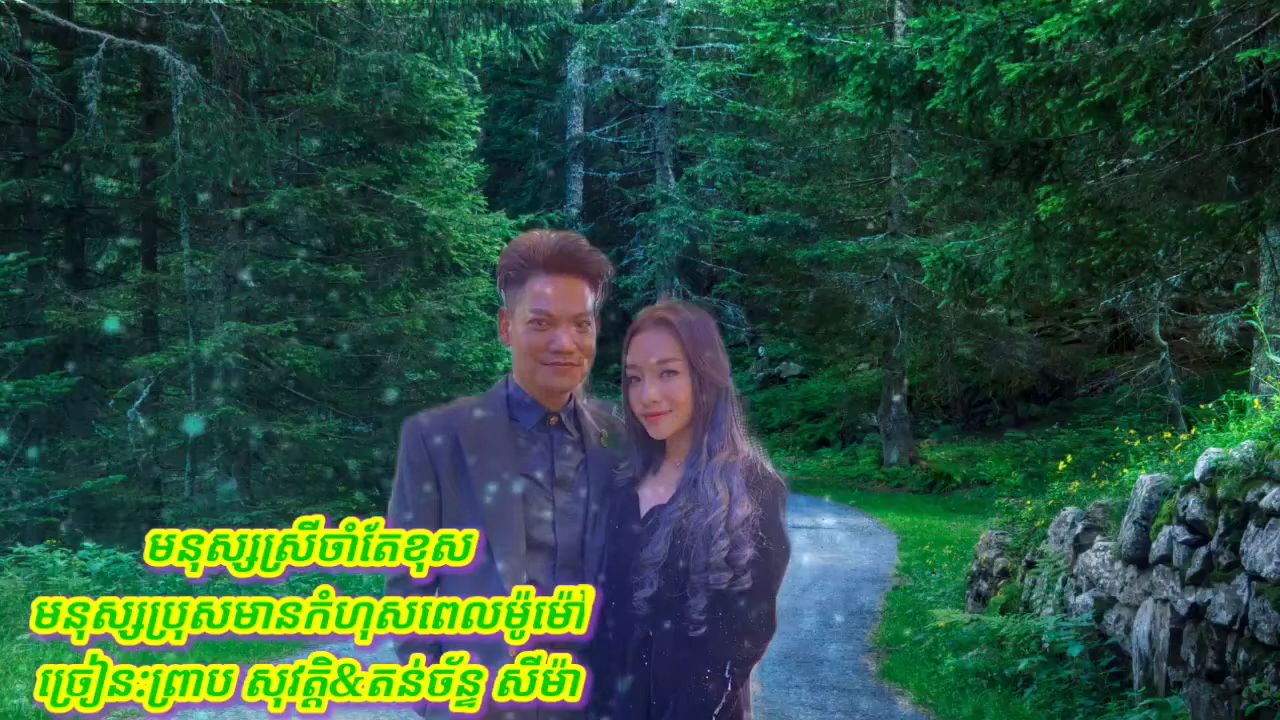 មនុស្សស្រីចាំតែខុស
មនុស្សប្រុសមានកំហុសពេលម៉ូម៉ៅ
ច្រៀនៈព្រាប សុវត្តិ&តន់ច័ន្ទ សីម៉ា